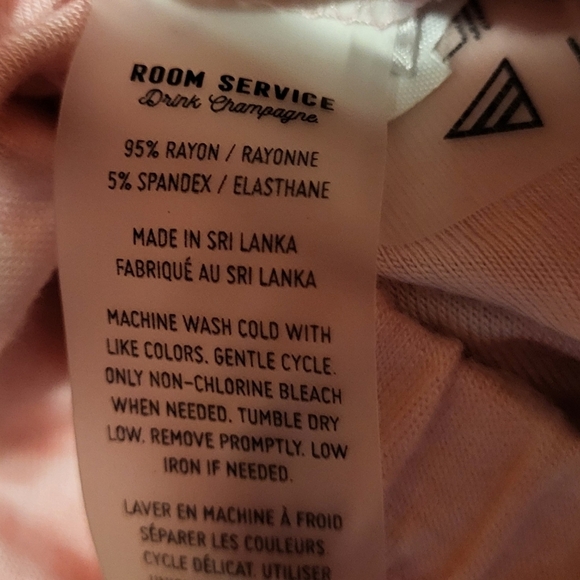 ROOM SERVICE
Drink Champagne
95% RAYON / RAYONNE
5% SPANDEX / ELASTHANE
MADE IN SRI LANKA
FABRIQUÉ AU SRI LANKA
MACHINE WASH COLD WITH
LIKE COLORS. GENTLE CYCLE.
ONLY NON-CHLORINE BLEACH
WHEN NEEDED. TUMBLE DRY
LOW. REMOVE PROMPTLY. LOW
IRON IF NEEDED.
LAVER EN MACHINE À FROID
SÉPARER LES COULEURS
CYCLE DÉLICAT. UTILISER